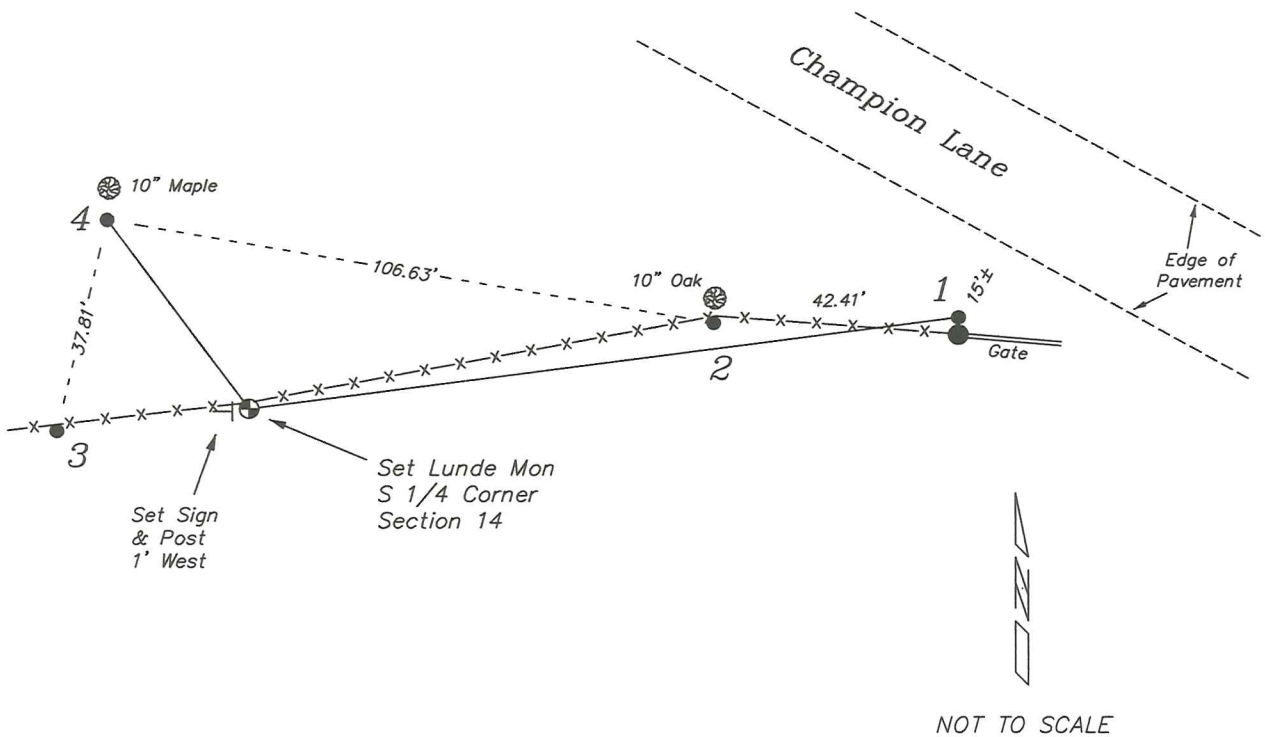 Champion Lane
10" Maple
4
106.63'
37.81'
10" Oak
42.41'
1
15'±
Edge of
Pavement
Gate
2
3
Set Sign
& Post
1' West
Set Lunde Mon
S 1/4 Corner
Section 14
N
NOT TO SCALE